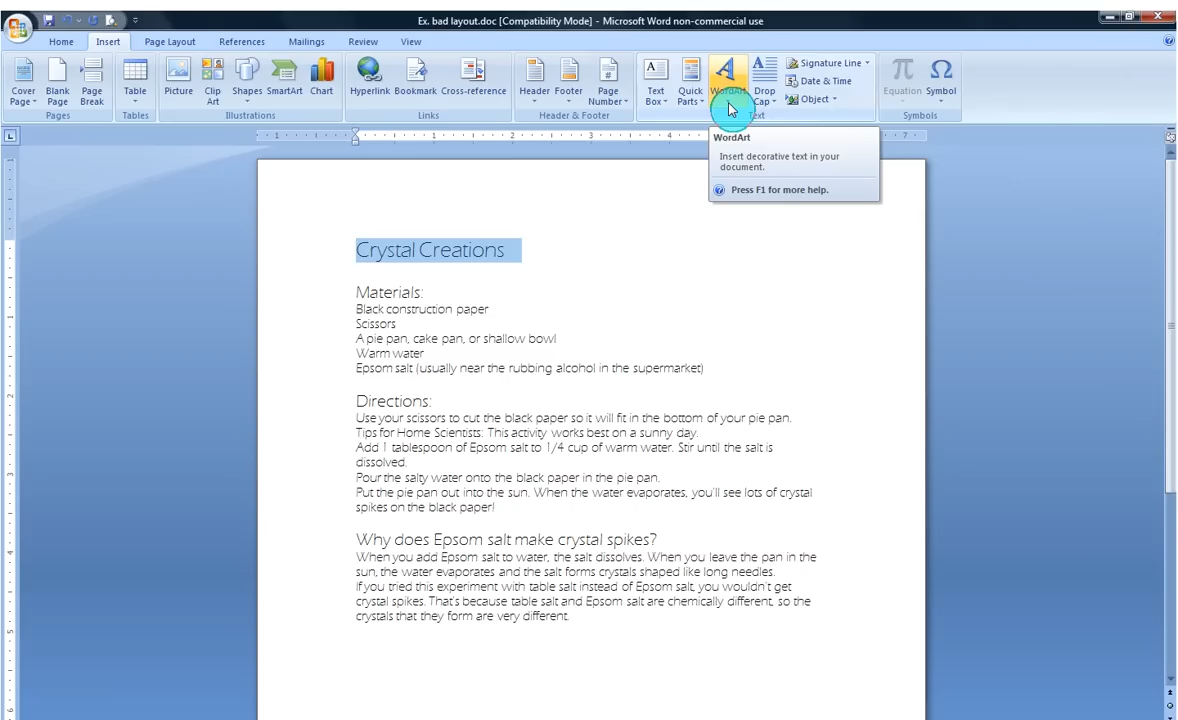 Ex. bad layout.doc [Compatibility Mode] - Microsoft Word non-commercial use
Home Insert Page Layout References Mailings Review View
Cover Page Blank Page Page Break Table Picture Clip Art Shapes SmartArt Chart Hyperlink Bookmark Cross-reference Header Footer Page Number Text Box Quick Parts WordArt Drop Cap Signature Line Date & Time Object Equation Symbol
Pages Tables Illustrations Links Header & Footer Text Symbols
1 1 2 3 4 7
WordArt
Insert decorative text in your
document.
Press F1 for more help.
Crystal Creations
Materials:
Black construction paper
Scissors
A pie pan, cake pan, or shallow bowl
Warm water
Epsom salt (usually near the rubbing alcohol in the supermarket)
Directions:
Use your scissors to cut the black paper so it will fit in the bottom of your pie pan.
Tips for Home Scientists: This activity works best on a sunny day.
Add 1 tablespoon of Epsom salt to 1/4 cup of warm water. Stir until the salt is
dissolved.
Pour the salty water onto the black paper in the pie pan.
Put the pie pan out into the sun. When the water evaporates, you'll see lots of crystal
spikes on the black paper!
Why does Epsom salt make crystal spikes?
When you add Epsom salt to water, the salt dissolves. When you leave the pan in the
sun, the water evaporates and the salt forms crystals shaped like long needles.
If you tried this experiment with table salt instead of Epsom salt, you wouldn't get
crystal spikes. That's because table salt and Epsom salt are chemically different, so the
crystals that they form are very different.